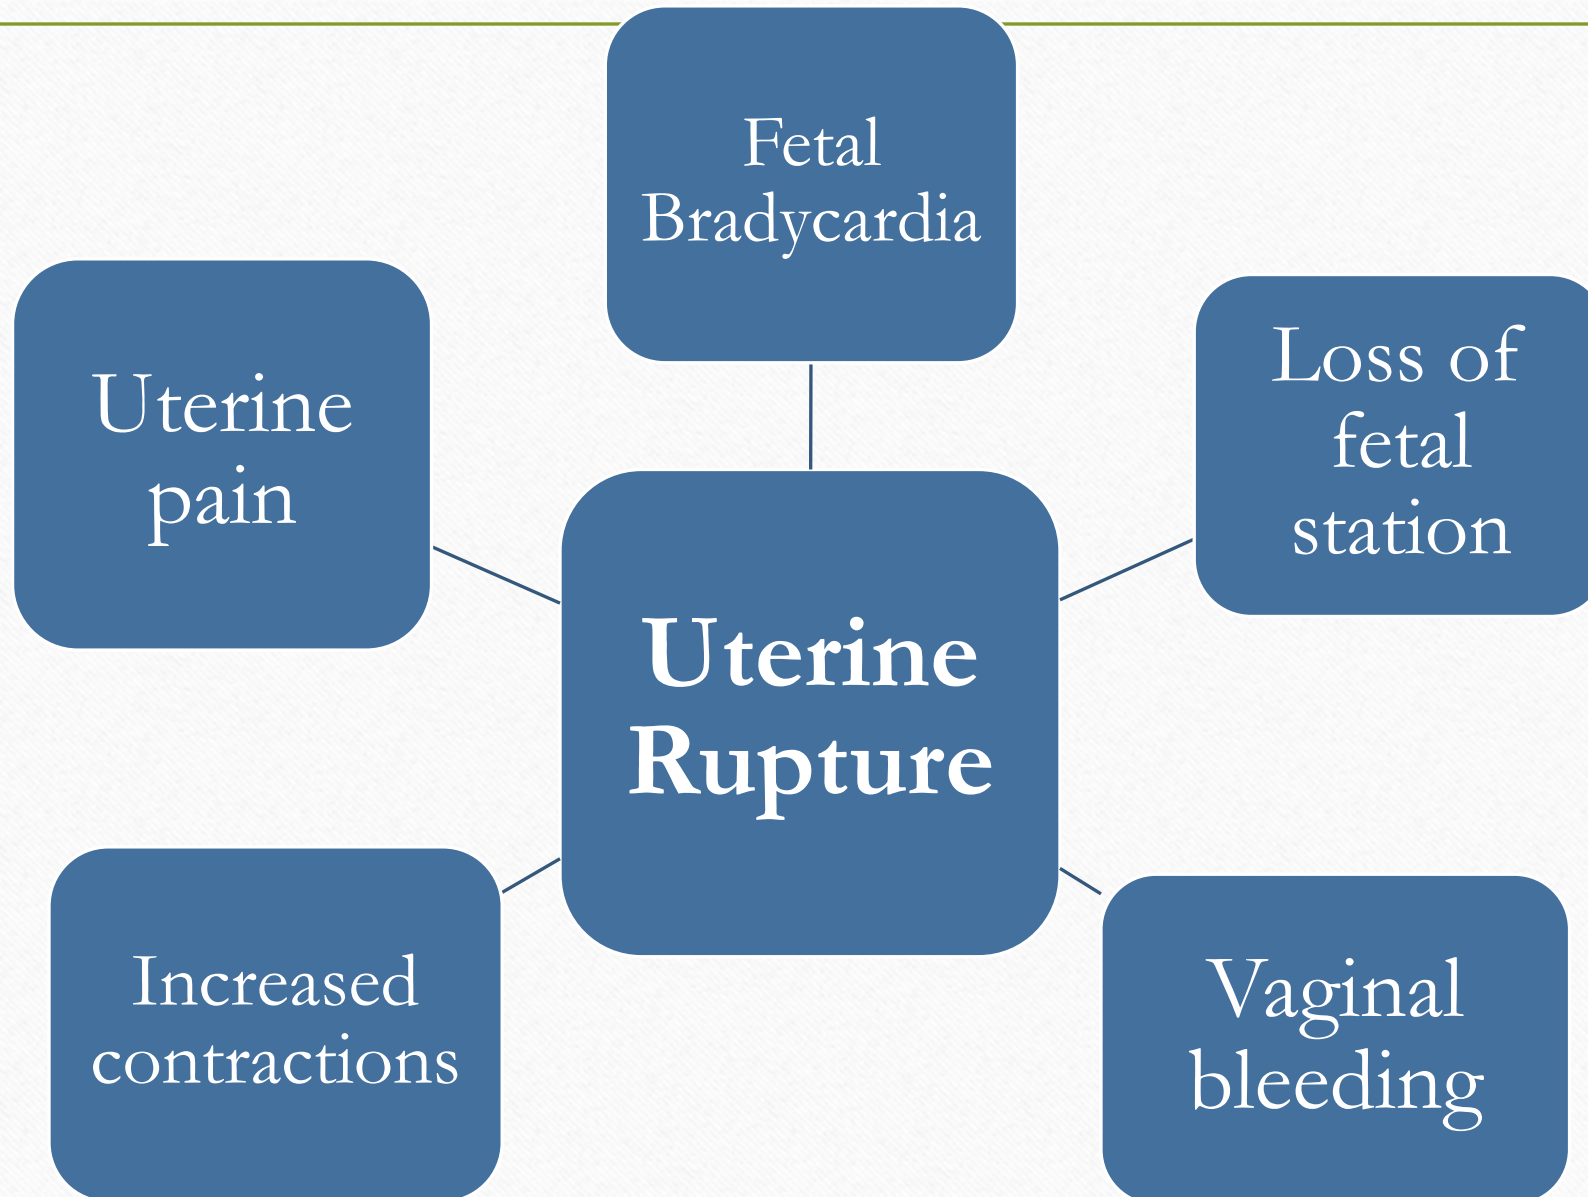 Fetal
Bradycardia
Loss of
fetal
station
Uterine
pain
Uterine
Rupture
Increased
contractions
Vaginal
bleeding